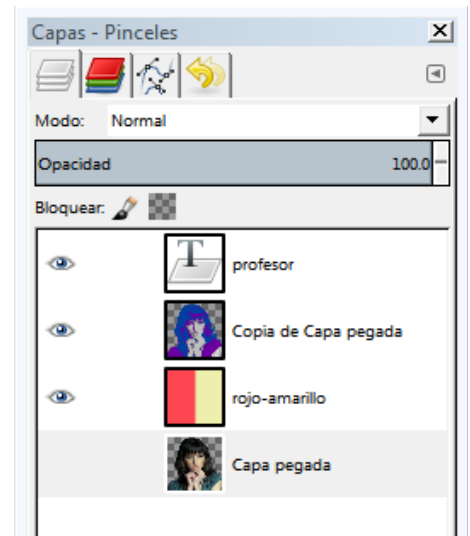 Capas - Pinceles
Modo: Normal
Opacidad 100.0
Bloquear:
T
profesor
Copia de Capa pegada
rojo-amarillo
Capa pegada